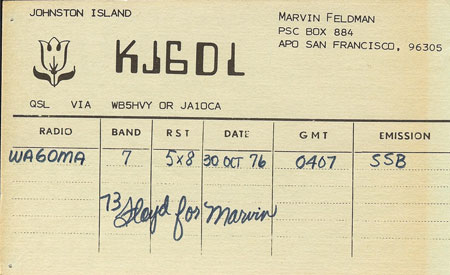 JOHNSTON ISLAND
MARVIN FELDMAN
PSC BOX 884
APO SAN FRANCISCO, 96305
KJ6DL
QSL VIA WB5HVY OR JA1OCA
RADIO BAND RST DATE GMT EMISSION
WA6OMA 7 5x8 30 OCT 76 0407 SSB
73
Floyd for Marvin